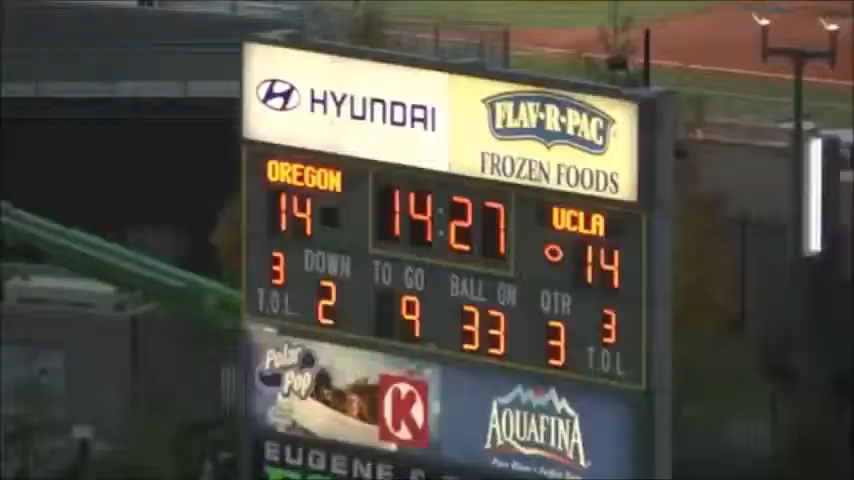 HYUNDAI
FLAV-R-PAC
FROZEN FOODS
OREGON 14:27 UCLA
14 14
3 DOWN TO GO BALL ON QTR 3
T.O.L. 2 9 33 3 T.O.L
Polar Pop K
AQUAFINA
EUGENE